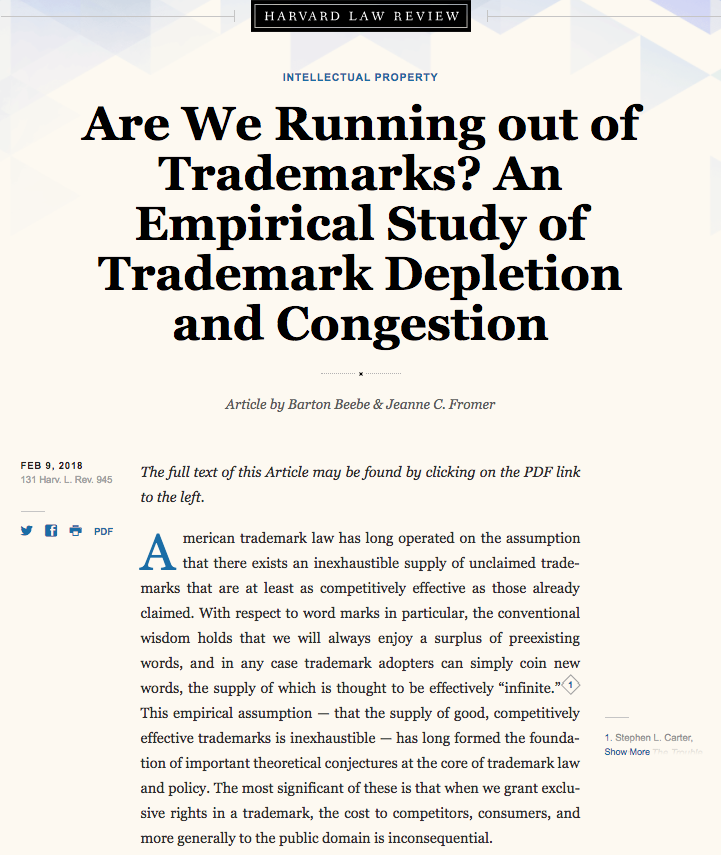 HARVARD LAW REVIEW
INTELLECTUAL PROPERTY
Are We Running out of
Trademarks? An
Empirical Study of
Trademark Depletion
and Congestion
Article by Barton Beebe & Jeanne C. Fromer
FEB 9, 2018
131 Harv. L. Rev. 945
PDF
The full text of this Article may be found by clicking on the PDF link
to the left.
American trademark law has long operated on the assumption
that there exists an inexhaustible supply of unclaimed trade-
marks that are at least as competitively effective as those already
claimed. With respect to word marks in particular, the conventional
wisdom holds that we will always enjoy a surplus of preexisting
words, and in any case trademark adopters can simply coin new
words, the supply of which is thought to be effectively “infinite.”1
This empirical assumption — that the supply of good, competitively
effective trademarks is inexhaustible — has long formed the founda-
tion of important theoretical conjectures at the core of trademark law
and policy. The most significant of these is that when we grant exclu-
sive rights in a trademark, the cost to competitors, consumers, and
more generally to the public domain is inconsequential.
1. Stephen L. Carter,
Show More The Trouble